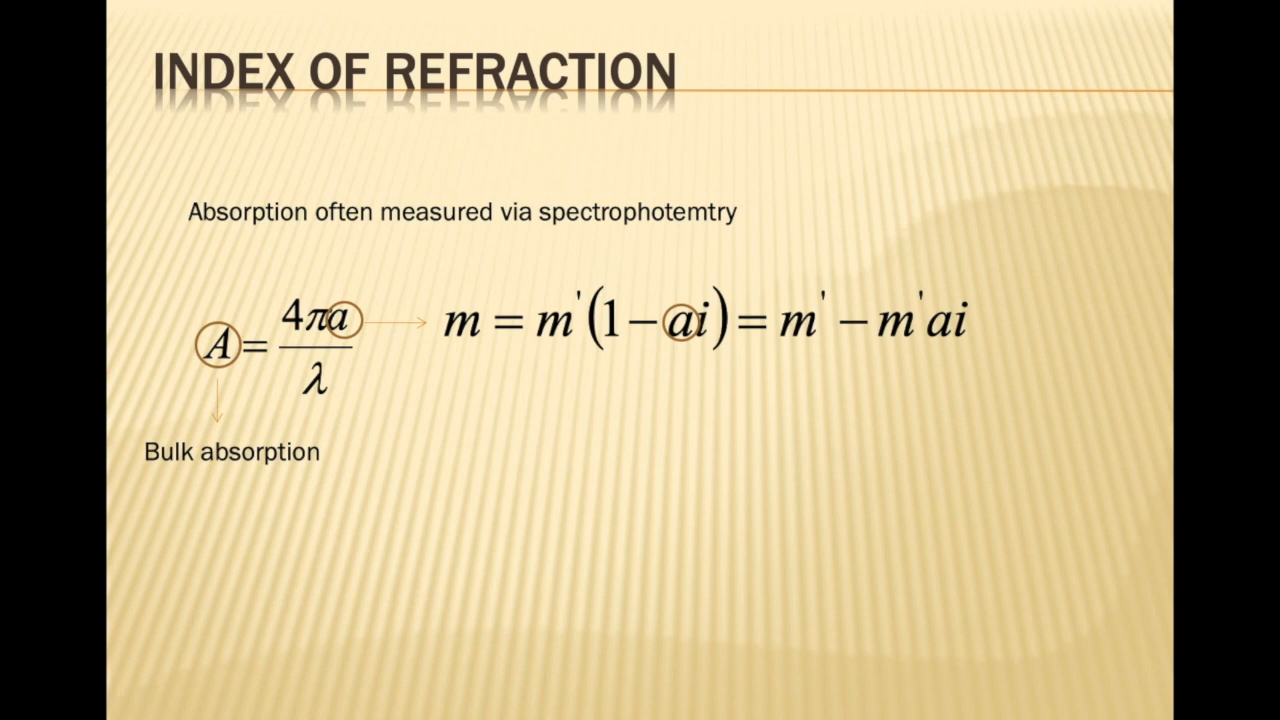 INDEX OF REFRACTION
Absorption often measured via spectrophotemtry
A = 4πa / λ
m = m'(1 − ai) = m' − m'ai
Bulk absorption